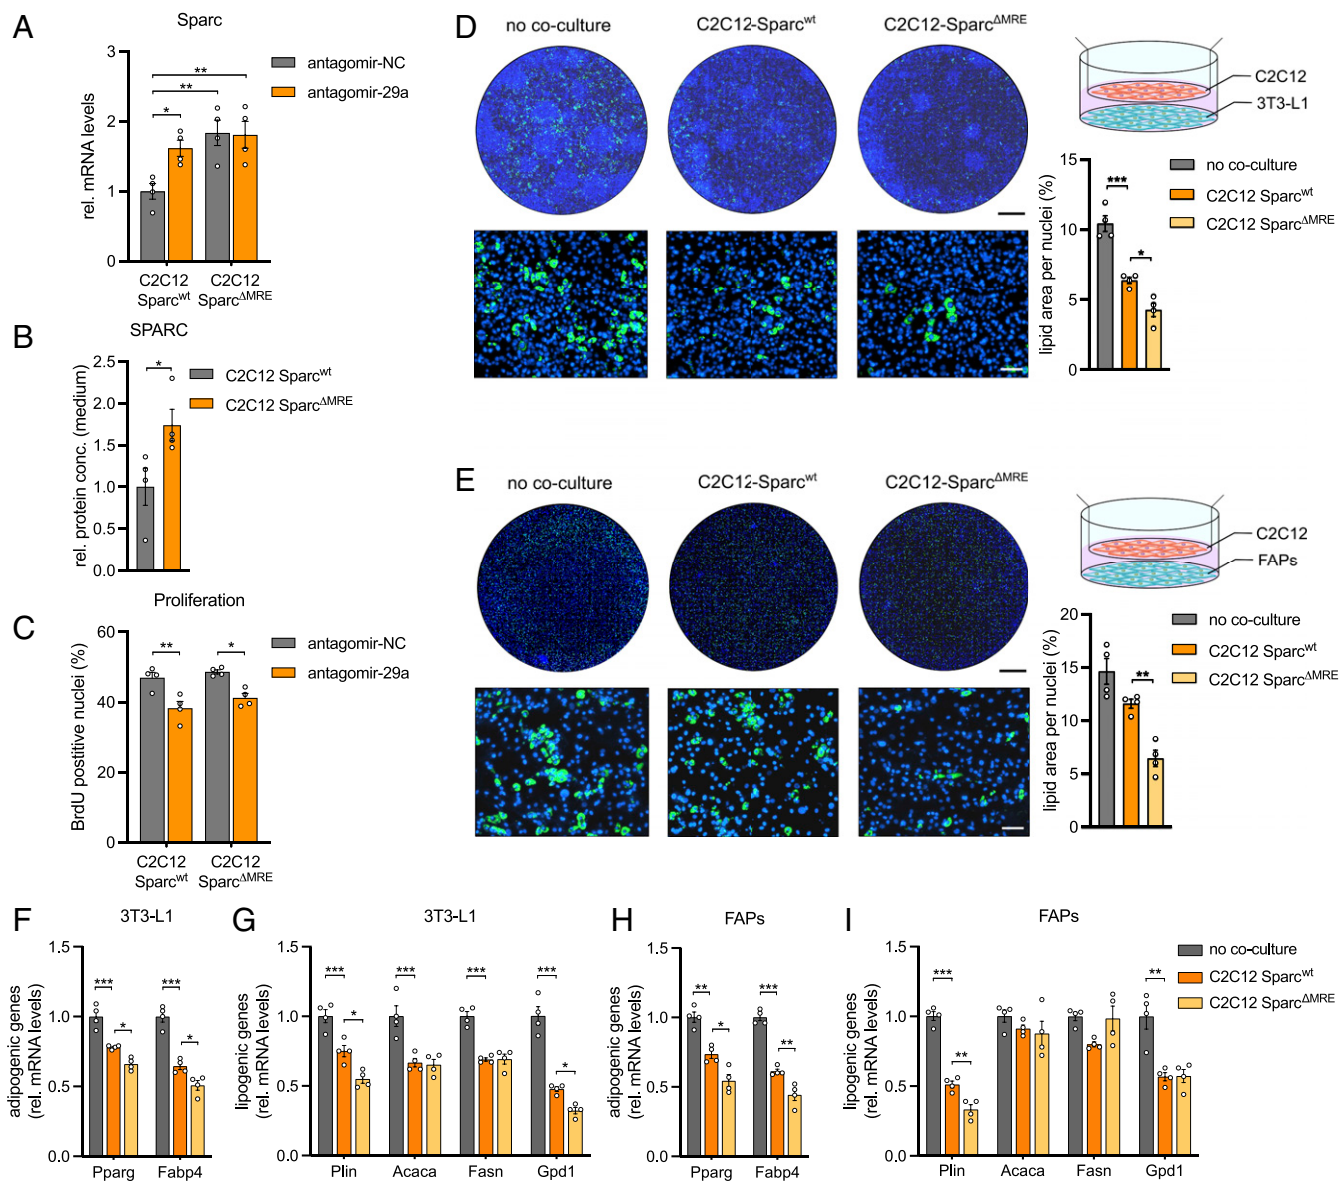 A
Sparc
rel. mRNA levels
3
2
1
0
**
**
*
antagomir-NC
antagomir-29a
C2C12
Sparcwt
C2C12
SparcΔMRE
B
SPARC
rel. protein conc. (medium)
2.5
2.0
1.5
1.0
0.5
0.0
*
C2C12 Sparcwt
C2C12 SparcΔMRE
C
Proliferation
BrdU postitive nuclei (%)
60
40
20
0
**
*
antagomir-NC
antagomir-29a
C2C12
Sparcwt
C2C12
SparcΔMRE
D
no co-culture
C2C12-Sparcwt
C2C12-SparcΔMRE
C2C12
3T3-L1
lipid area per nuclei (%)
15
10
5
0
***
*
no co-culture
C2C12 Sparcwt
C2C12 SparcΔMRE
E
no co-culture
C2C12-Sparcwt
C2C12-SparcΔMRE
C2C12
FAPs
lipid area per nuclei (%)
20
15
10
5
0
**
no co-culture
C2C12 Sparcwt
C2C12 SparcΔMRE
F
3T3-L1
adipogenic genes
(rel. mRNA levels)
1.5
1.0
0.5
0.0
***
*
***
*
Pparg
Fabp4
G
3T3-L1
lipogenic genes
(rel. mRNA levels)
1.5
1.0
0.5
0.0
***
*
***
***
***
*
Plin
Acaca
Fasn
Gpd1
H
FAPs
adipogenic genes
(rel. mRNA levels)
1.5
1.0
0.5
0.0
**
*
***
**
Pparg
Fabp4
I
FAPs
lipogenic genes
(rel. mRNA levels)
1.5
1.0
0.5
0.0
***
**
**
Plin
Acaca
Fasn
Gpd1
no co-culture
C2C12 Sparcwt
C2C12 SparcΔMRE